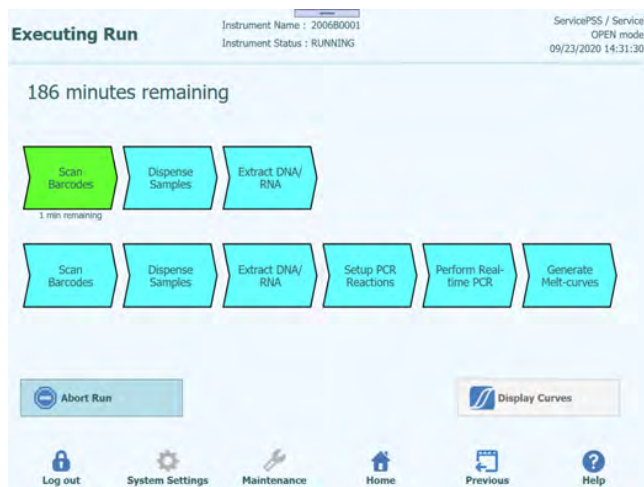 Executing Run
Instrument Name : 2006B0001
Instrument Status : RUNNING
ServicePSS / Service
OPEN mode
09/23/2020 14:31:30
186 minutes remaining
Scan
Barcodes
Dispense
Samples
Extract DNA/
RNA
1 min remaining
Scan
Barcodes
Dispense
Samples
Extract DNA/
RNA
Setup PCR
Reactions
Perform Real-
time PCR
Generate
Melt-curves
Abort Run
Display Curves
Log out
System Settings
Maintenance
Home
Previous
Help